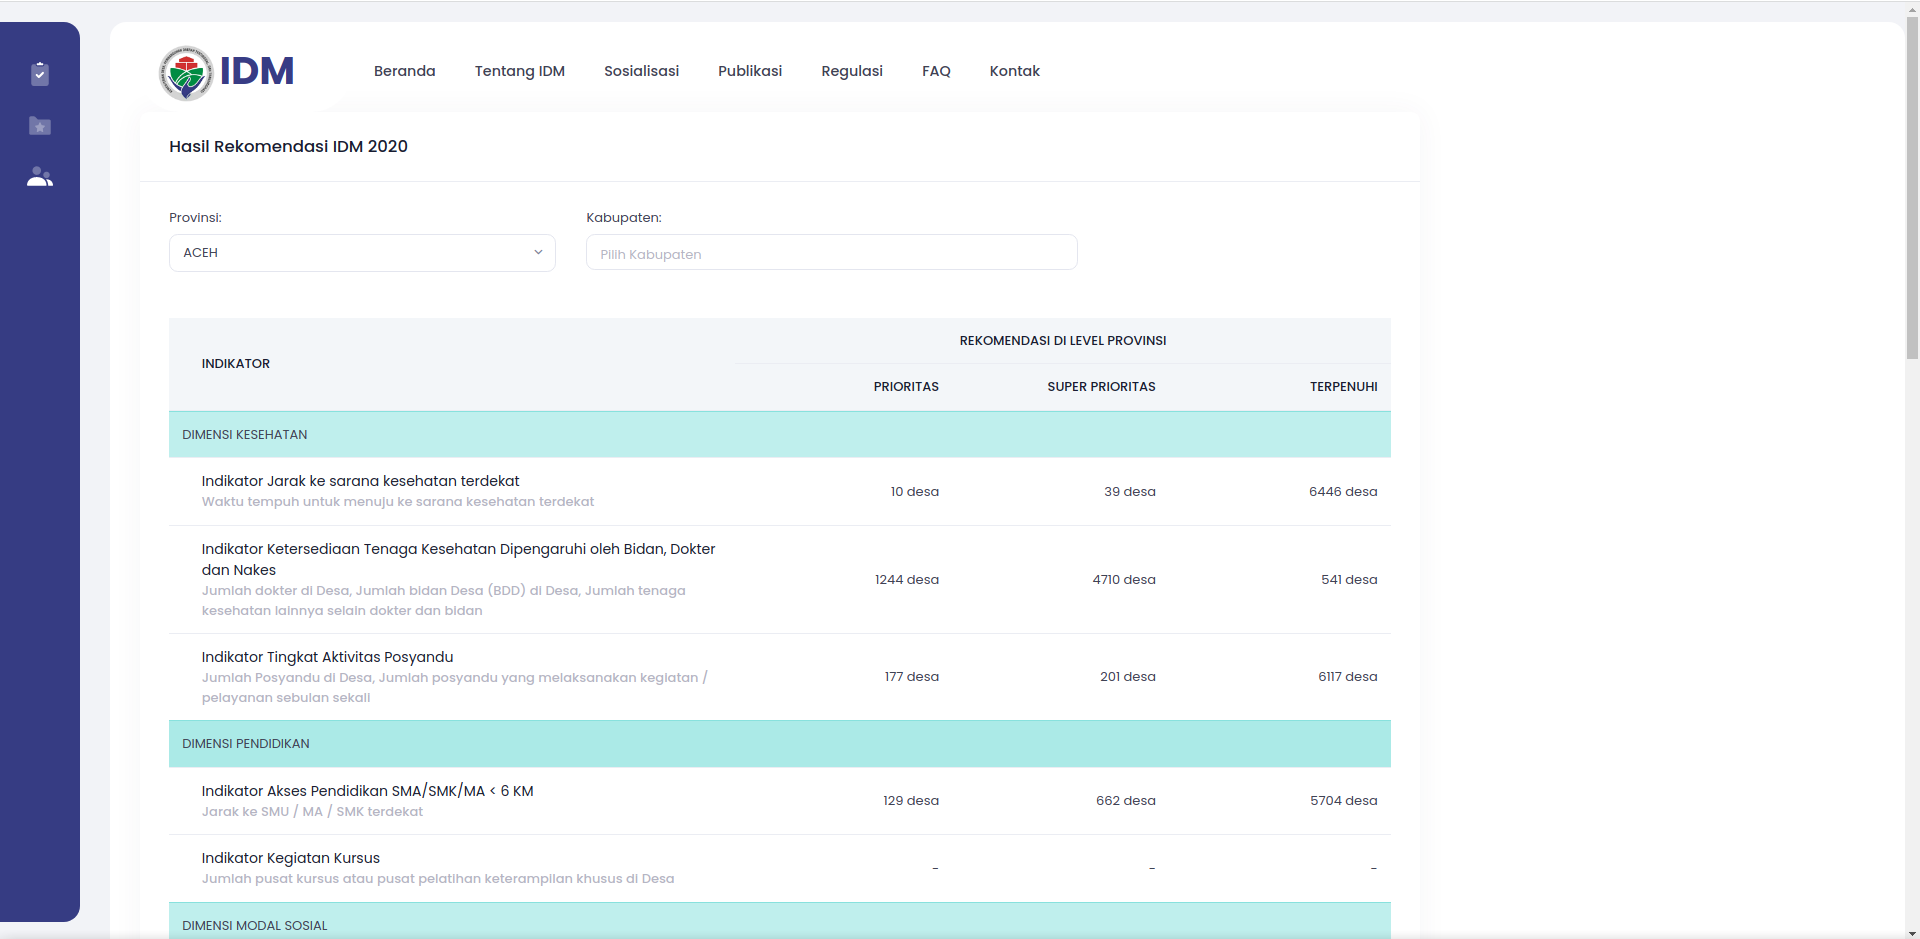 IDM
Beranda
Tentang IDM
Sosialisasi
Publikasi
Regulasi
FAQ
Kontak
Hasil Rekomendasi IDM 2020
Provinsi:
Kabupaten:
ACEH
Pilih Kabupaten
INDIKATOR
REKOMENDASI DI LEVEL PROVINSI
PRIORITAS
SUPER PRIORITAS
TERPENUHI
DIMENSI KESEHATAN
Indikator Jarak ke sarana kesehatan terdekat
Waktu tempuh untuk menuju ke sarana kesehatan terdekat
10 desa
39 desa
6446 desa
Indikator Ketersediaan Tenaga Kesehatan Dipengaruhi oleh Bidan, Dokter
dan Nakes
Jumlah dokter di Desa, Jumlah bidan Desa (BDD) di Desa, Jumlah tenaga
kesehatan lainnya selain dokter dan bidan
1244 desa
4710 desa
541 desa
Indikator Tingkat Aktivitas Posyandu
Jumlah Posyandu di Desa, Jumlah posyandu yang melaksanakan kegiatan /
pelayanan sebulan sekali
177 desa
201 desa
6117 desa
DIMENSI PENDIDIKAN
Indikator Akses Pendidikan SMA/SMK/MA < 6 KM
Jarak ke SMU / MA / SMK terdekat
129 desa
662 desa
5704 desa
Indikator Kegiatan Kursus
Jumlah pusat kursus atau pusat pelatihan keterampilan khusus di Desa
-
-
-
DIMENSI MODAL SOSIAL